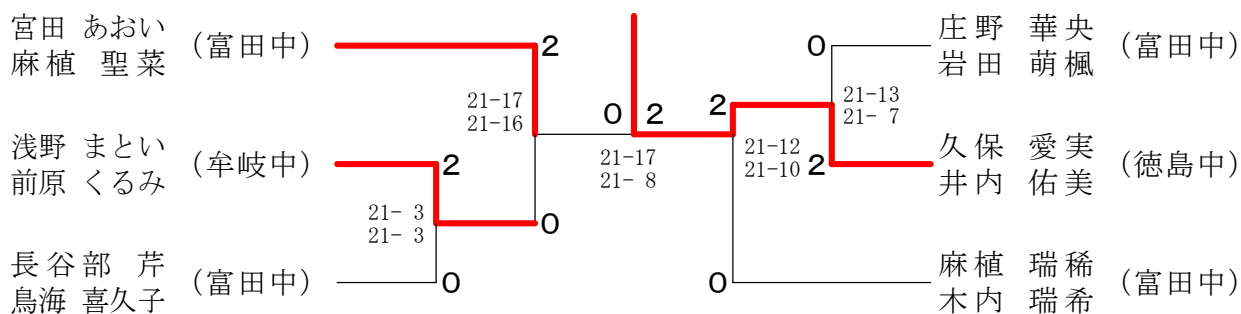 宮田 あおい
麻植 聖菜
(富田中)
2
21-17
21-16
浅野 まとい
前原 くるみ
(牟岐中)
2
21- 3
21- 3
0
長谷部 芹
鳥海 喜久子
(富田中)
0
0 2
21-17
21- 8
庄野 華央
岩田 萌楓
(富田中)
0
21-13
21- 7
2
21-12
21-10
久保 愛実
井内 佑美
(徳島中)
2
麻植 瑞稀
木内 瑞希
(富田中)
0